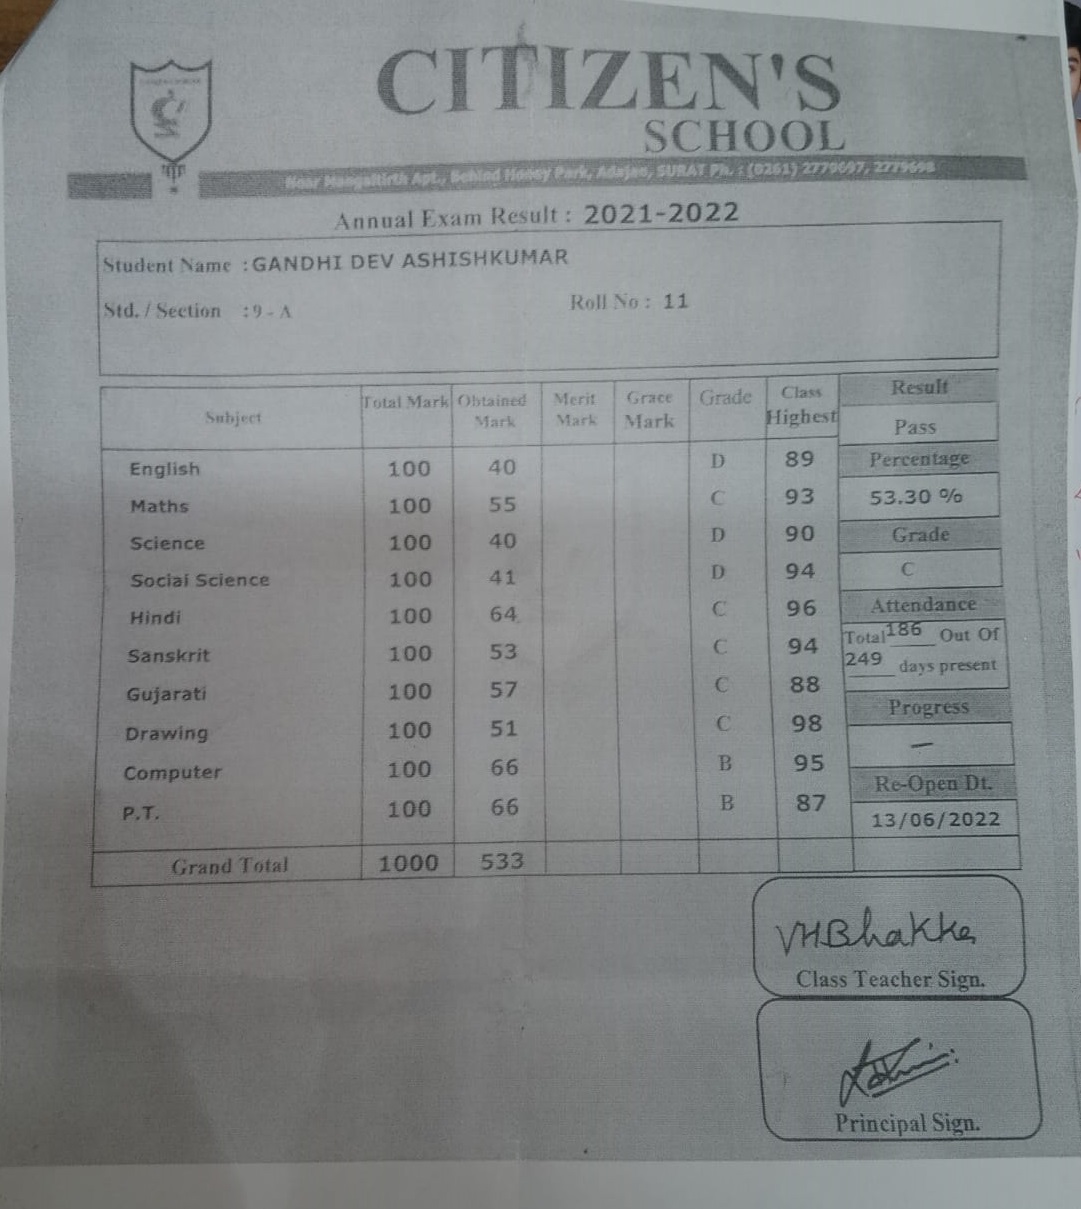 CITIZEN'S
SCHOOL
Near Mangaltirth Apt., Behind Honey Park, Adajan, SURAT Ph. : (0261) 2779697, 2779698
Annual Exam Result : 2021-2022
Student Name : GANDHI DEV ASHISHKUMAR
Std. / Section : 9 - A Roll No : 11
Subject Total Mark Obtained Mark Merit Mark Grace Mark Grade Class Highest
English 100 40 D 89
Maths 100 55 C 93
Science 100 40 D 90
Social Science 100 41 D 94
Hindi 100 64 C 96
Sanskrit 100 53 C 94
Gujarati 100 57 C 88
Drawing 100 51 C 98
Computer 100 66 B 95
P.T. 100 66 B 87
Grand Total 1000 533
Result
Pass
Percentage
53.30 %
Grade
C
Attendance
Total 186 Out Of
249 days present
Progress
—
Re-Open Dt.
13/06/2022
VHBhakke
Class Teacher Sign.
Principal Sign.